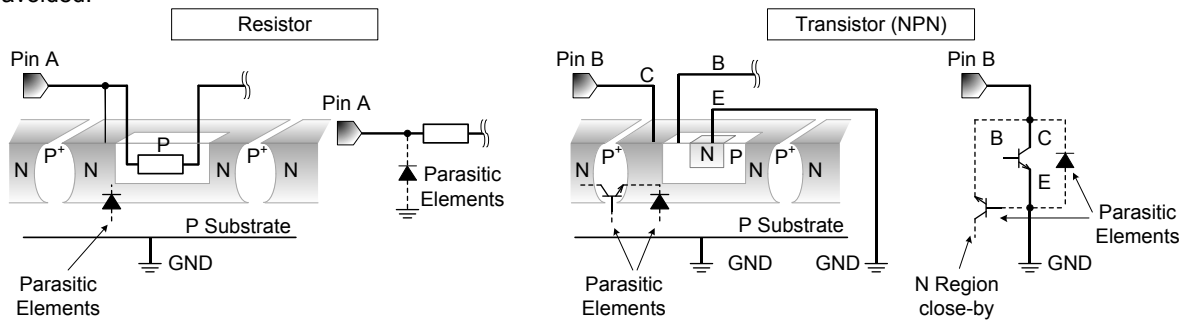 avoided.
Resistor
Transistor (NPN)
Pin A
Pin A
N
P+
N
P
N
P+
N
Parasitic
Elements
P Substrate
GND
Parasitic
Elements
Pin B
C
B
E
N
P+
N
N
P
N
P+
N
P Substrate
GND
GND
Parasitic
Elements
Pin B
B
C
E
Parasitic
Elements
GND
N Region
close-by